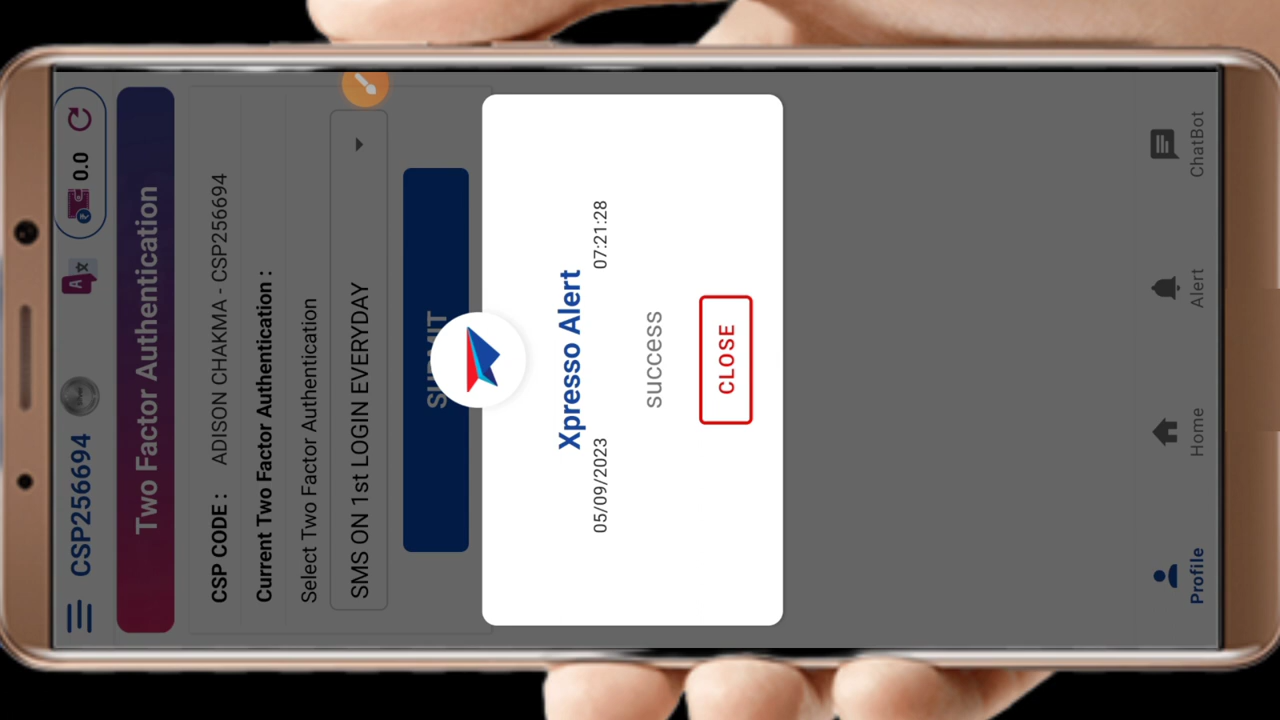 CSP256694
0.0
Two Factor Authentication
CSP CODE : ADISON CHAKMA - CSP256694
Current Two Factor Authentication :
Select Two Factor Authentication
SMS ON 1st LOGIN EVERYDAY
Xpresso Alert
05/09/2023 07:21:28
success
CLOSE
Profile
Home
Alert
ChatBot